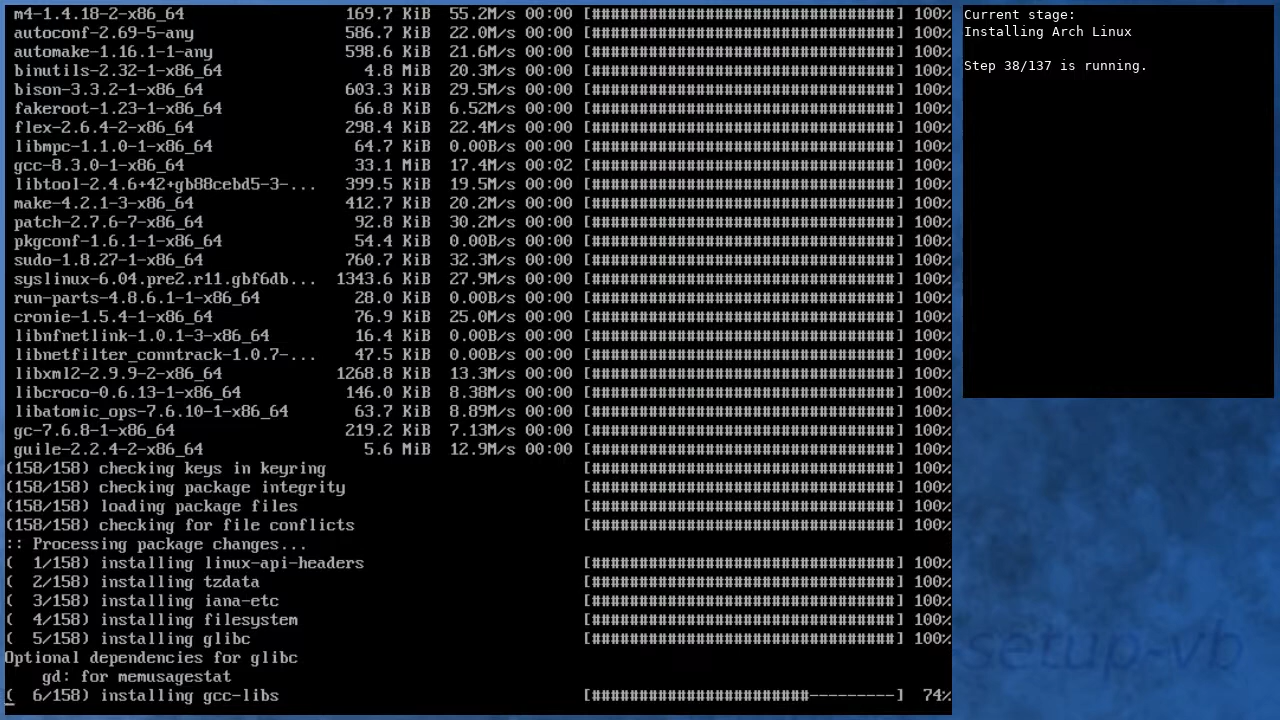 m4-1.4.18-2-x86_64 169.7 KiB 55.2M/s 00:00 [################################] 100%
autoconf-2.69-5-any 586.7 KiB 22.0M/s 00:00 [################################] 100%
automake-1.16.1-1-any 598.6 KiB 21.6M/s 00:00 [################################] 100%
binutils-2.32-1-x86_64 4.8 MiB 20.3M/s 00:00 [################################] 100%
bison-3.3.2-1-x86_64 603.3 KiB 29.5M/s 00:00 [################################] 100%
fakeroot-1.23-1-x86_64 66.8 KiB 6.52M/s 00:00 [################################] 100%
flex-2.6.4-2-x86_64 298.4 KiB 22.4M/s 00:00 [################################] 100%
libmpc-1.1.0-1-x86_64 64.7 KiB 0.00B/s 00:00 [################################] 100%
gcc-8.3.0-1-x86_64 33.1 MiB 17.4M/s 00:02 [################################] 100%
libtool-2.4.6+42+gb88cebd5-3-... 399.5 KiB 19.5M/s 00:00 [################################] 100%
make-4.2.1-3-x86_64 412.7 KiB 20.2M/s 00:00 [################################] 100%
patch-2.7.6-7-x86_64 92.8 KiB 30.2M/s 00:00 [################################] 100%
pkgconf-1.6.1-1-x86_64 54.4 KiB 0.00B/s 00:00 [################################] 100%
sudo-1.8.27-1-x86_64 760.7 KiB 32.3M/s 00:00 [################################] 100%
syslinux-6.04.pre2.r11.gbf6db... 1343.6 KiB 27.9M/s 00:00 [################################] 100%
run-parts-4.8.6.1-1-x86_64 28.0 KiB 0.00B/s 00:00 [################################] 100%
cronie-1.5.4-1-x86_64 76.9 KiB 25.0M/s 00:00 [################################] 100%
libnfnetlink-1.0.1-3-x86_64 16.4 KiB 0.00B/s 00:00 [################################] 100%
libnetfilter_conntrack-1.0.7-... 47.5 KiB 0.00B/s 00:00 [################################] 100%
libxml2-2.9.9-2-x86_64 1268.8 KiB 13.3M/s 00:00 [################################] 100%
libcroco-0.6.13-1-x86_64 146.0 KiB 8.38M/s 00:00 [################################] 100%
libatomic_ops-7.6.10-1-x86_64 63.7 KiB 8.89M/s 00:00 [################################] 100%
gc-7.6.8-1-x86_64 219.2 KiB 7.13M/s 00:00 [################################] 100%
guile-2.2.4-2-x86_64 5.6 MiB 12.9M/s 00:00 [################################] 100%
(158/158) checking keys in keyring [################################] 100%
(158/158) checking package integrity [################################] 100%
(158/158) loading package files [################################] 100%
(158/158) checking for file conflicts [################################] 100%
:: Processing package changes...
(  1/158) installing linux-api-headers [################################] 100%
(  2/158) installing tzdata [################################] 100%
(  3/158) installing iana-etc [################################] 100%
(  4/158) installing filesystem [################################] 100%
(  5/158) installing glibc [################################] 100%
Optional dependencies for glibc
gd: for memusagestat
(  6/158) installing gcc-libs [#######################---------] 74%
Current stage:
Installing Arch Linux
Step 38/137 is running.
setup-vb